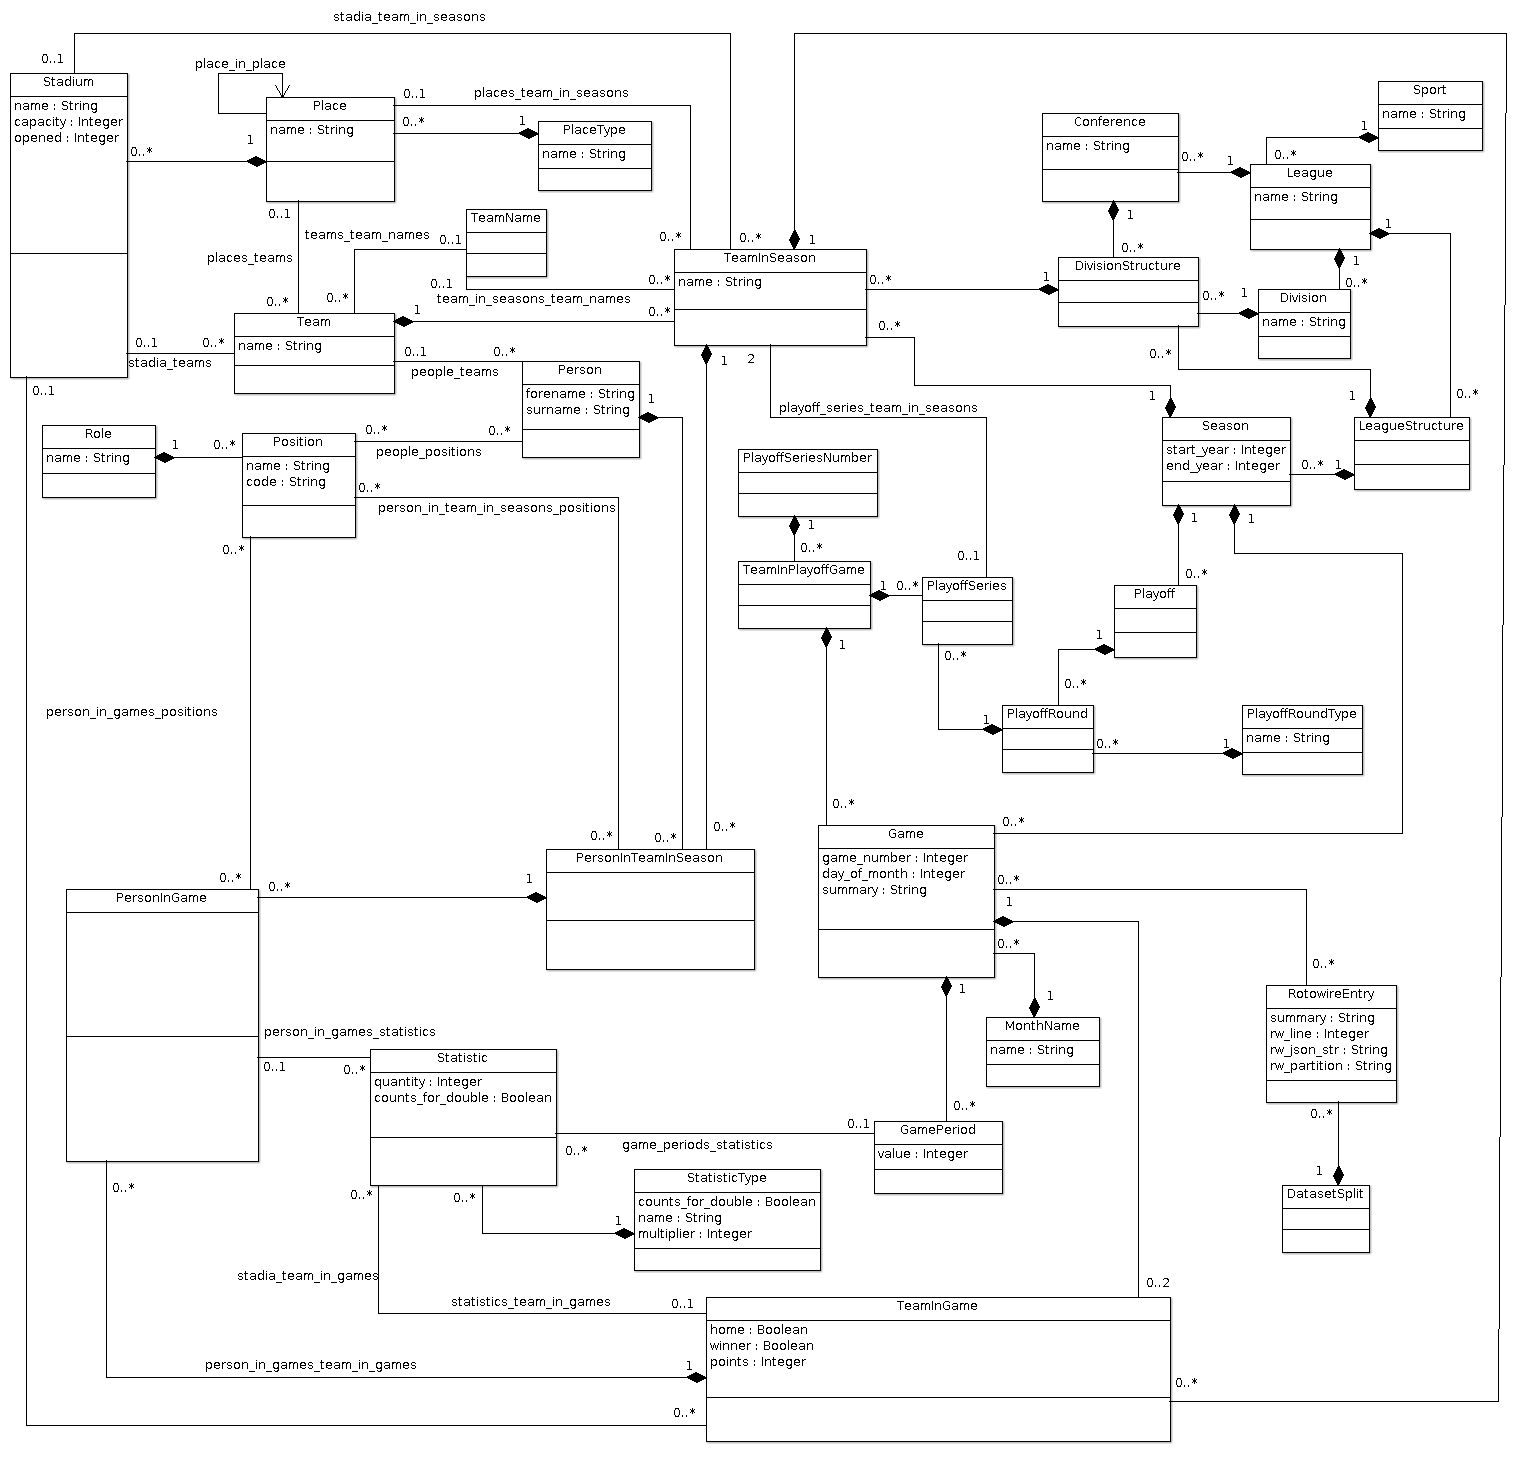 stadia_team_in_seasons
0..1
Stadium
name : String
capacity : Integer
opened : Integer
0..*
place_in_place
Place
name : String
1
0..1
places_team_in_seasons
0..*
1
PlaceType
name : String
0..1
places_teams
0..*
TeamName
teams_team_names
0..1
0..*
0..1
0..*
team_in_seasons_team_names
1
0..*
0..*
0..*
1
TeamInSeason
name : String
0..*
0..*
1
2
Conference
name : String
0..*
1
1
0..*
Sport
name : String
1
0..*
League
name : String
1
1
0..*
DivisionStructure
1
0..*
1
0..*
Division
name : String
0..*
1
Team
name : String
0..1
0..*
stadia_teams
0..1
0..*
people_teams
0..1
Person
forename : String
surname : String
1
Role
name : String
1
0..*
Position
name : String
code : String
0..*
0..*
people_positions
0..*
person_in_team_in_seasons_positions
0..*
playoff_series_team_in_seasons
0..1
PlayoffSeriesNumber
1
0..*
TeamInPlayoffGame
1
0..*
1
PlayoffSeries
0..*
1
Season
start_year : Integer
end_year : Integer
0..*
1
LeagueStructure
0..*
1
1
0..*
Playoff
1
0..*
PlayoffRound
1
0..*
1
PlayoffRoundType
name : String
person_in_games_positions
0..*
0..*
0..*
0..*
0..*
1
PersonInTeamInSeason
0..*
0..*
Game
game_number : Integer
day_of_month : Integer
summary : String
0..*
1
0..*
1
PersonInGame
person_in_games_statistics
0..1
0..*
0..*
Statistic
quantity : Integer
counts_for_double : Boolean
0..*
0..1
game_periods_statistics
MonthName
name : String
1
0..*
GamePeriod
value : Integer
0..*
RotowireEntry
summary : String
rw_line : Integer
rw_json_str : String
rw_partition : String
0..*
1
DatasetSplit
0..*
0..*
1
StatisticType
counts_for_double : Boolean
name : String
multiplier : Integer
stadia_team_in_games
statistics_team_in_games
0..1
0..2
TeamInGame
home : Boolean
winner : Boolean
points : Integer
person_in_games_team_in_games
1
0..*
0..*